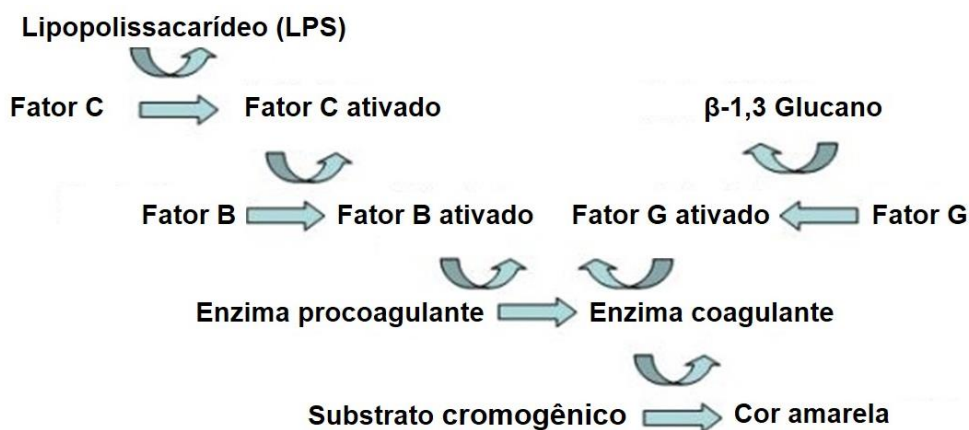 Lipopolissacarídeo (LPS)
Fator C Fator C ativado β-1,3 Glucano
Fator B Fator B ativado Fator G ativado Fator G
Enzima procoagulante Enzima coagulante
Substrato cromogênico Cor amarela